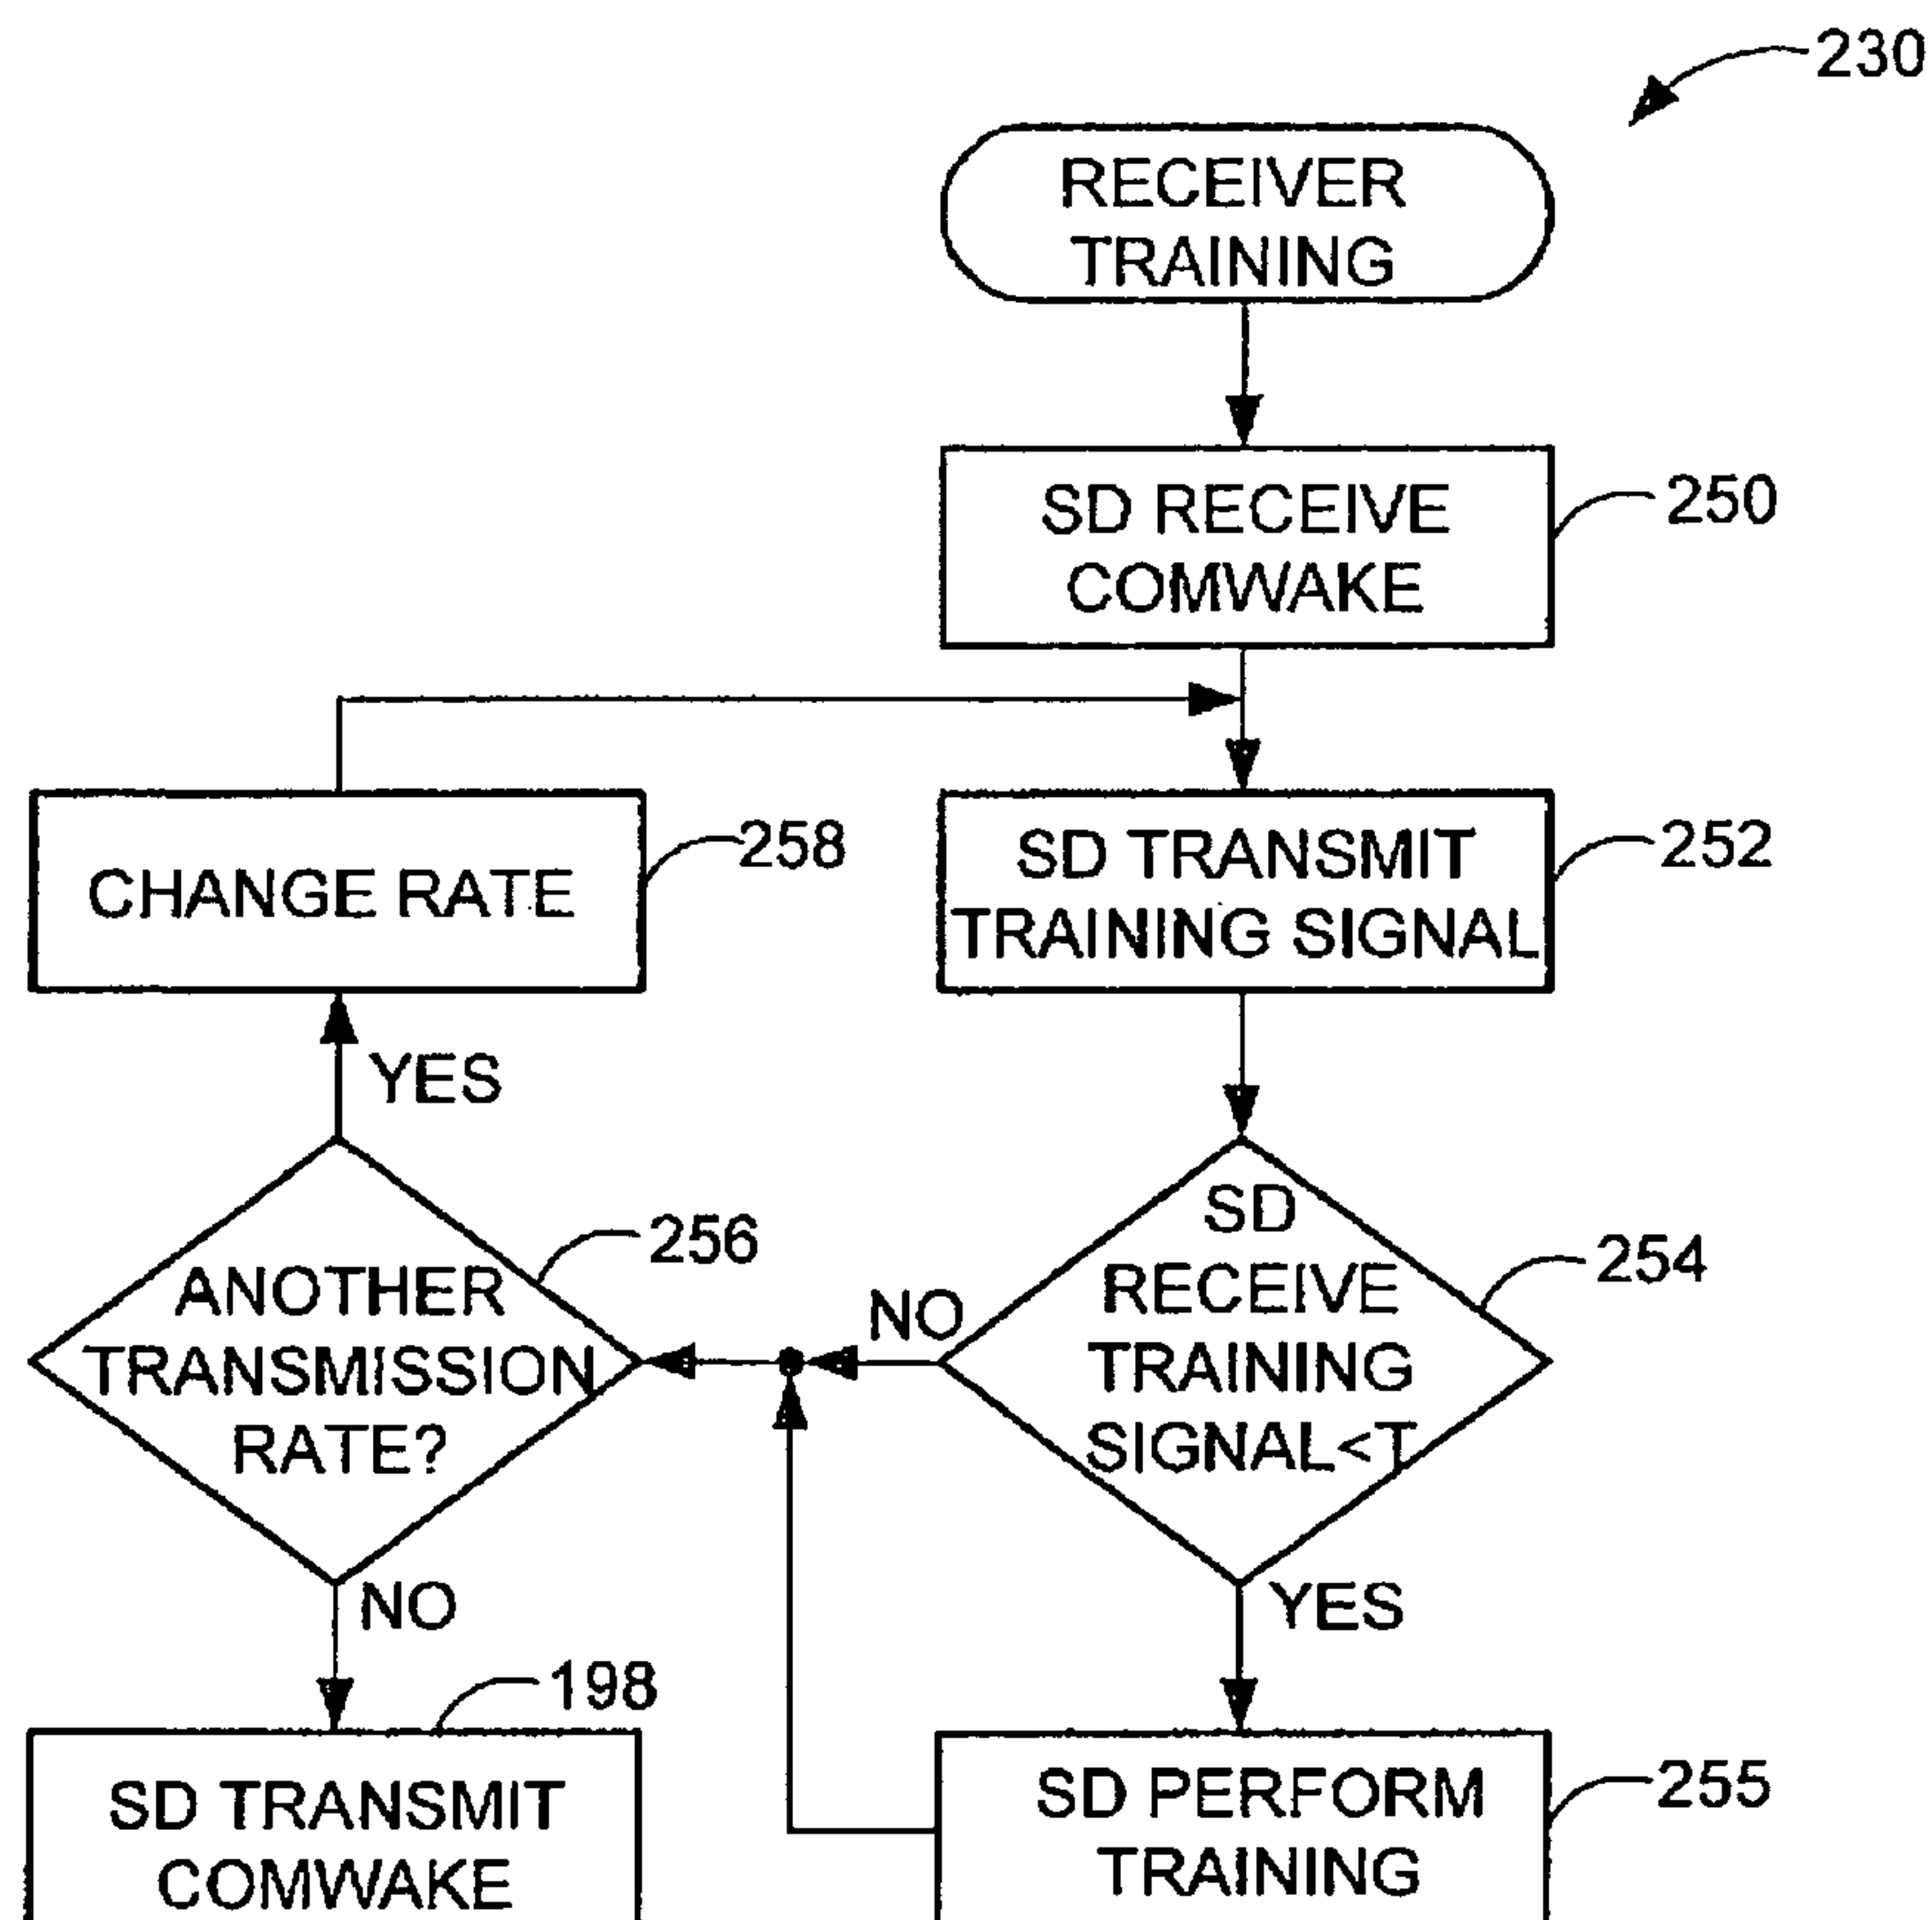 230
RECEIVER
TRAINING
SD RECEIVE
COMWAKE
250
CHANGE RATE
258
SD TRANSMIT
TRAINING SIGNAL
252
YES
ANOTHER
TRANSMISSION
RATE?
256
NO
SD
RECEIVE
TRAINING
SIGNAL<T
254
NO
YES
198
SD TRANSMIT
COMWAKE
SD PERFORM
TRAINING
255